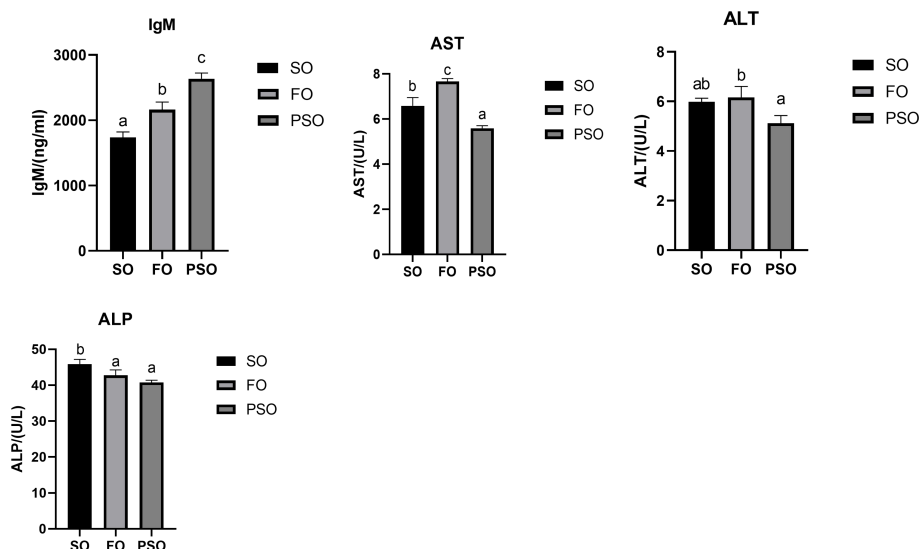 IgM
IgM/(ng/ml)
3000
2000
1000
0
a
b
c
SO
FO
PSO
SO
FO
PSO
AST
AST/(U/L)
8
6
4
2
0
b
c
a
SO
FO
PSO
SO
FO
PSO
ALT
ALT/(U/L)
8
6
4
2
0
ab
b
a
SO
FO
PSO
SO
FO
PSO
ALP
ALP/(U/L)
50
40
30
20
10
0
b
a
a
SO
FO
PSO
SO
FO
PSO